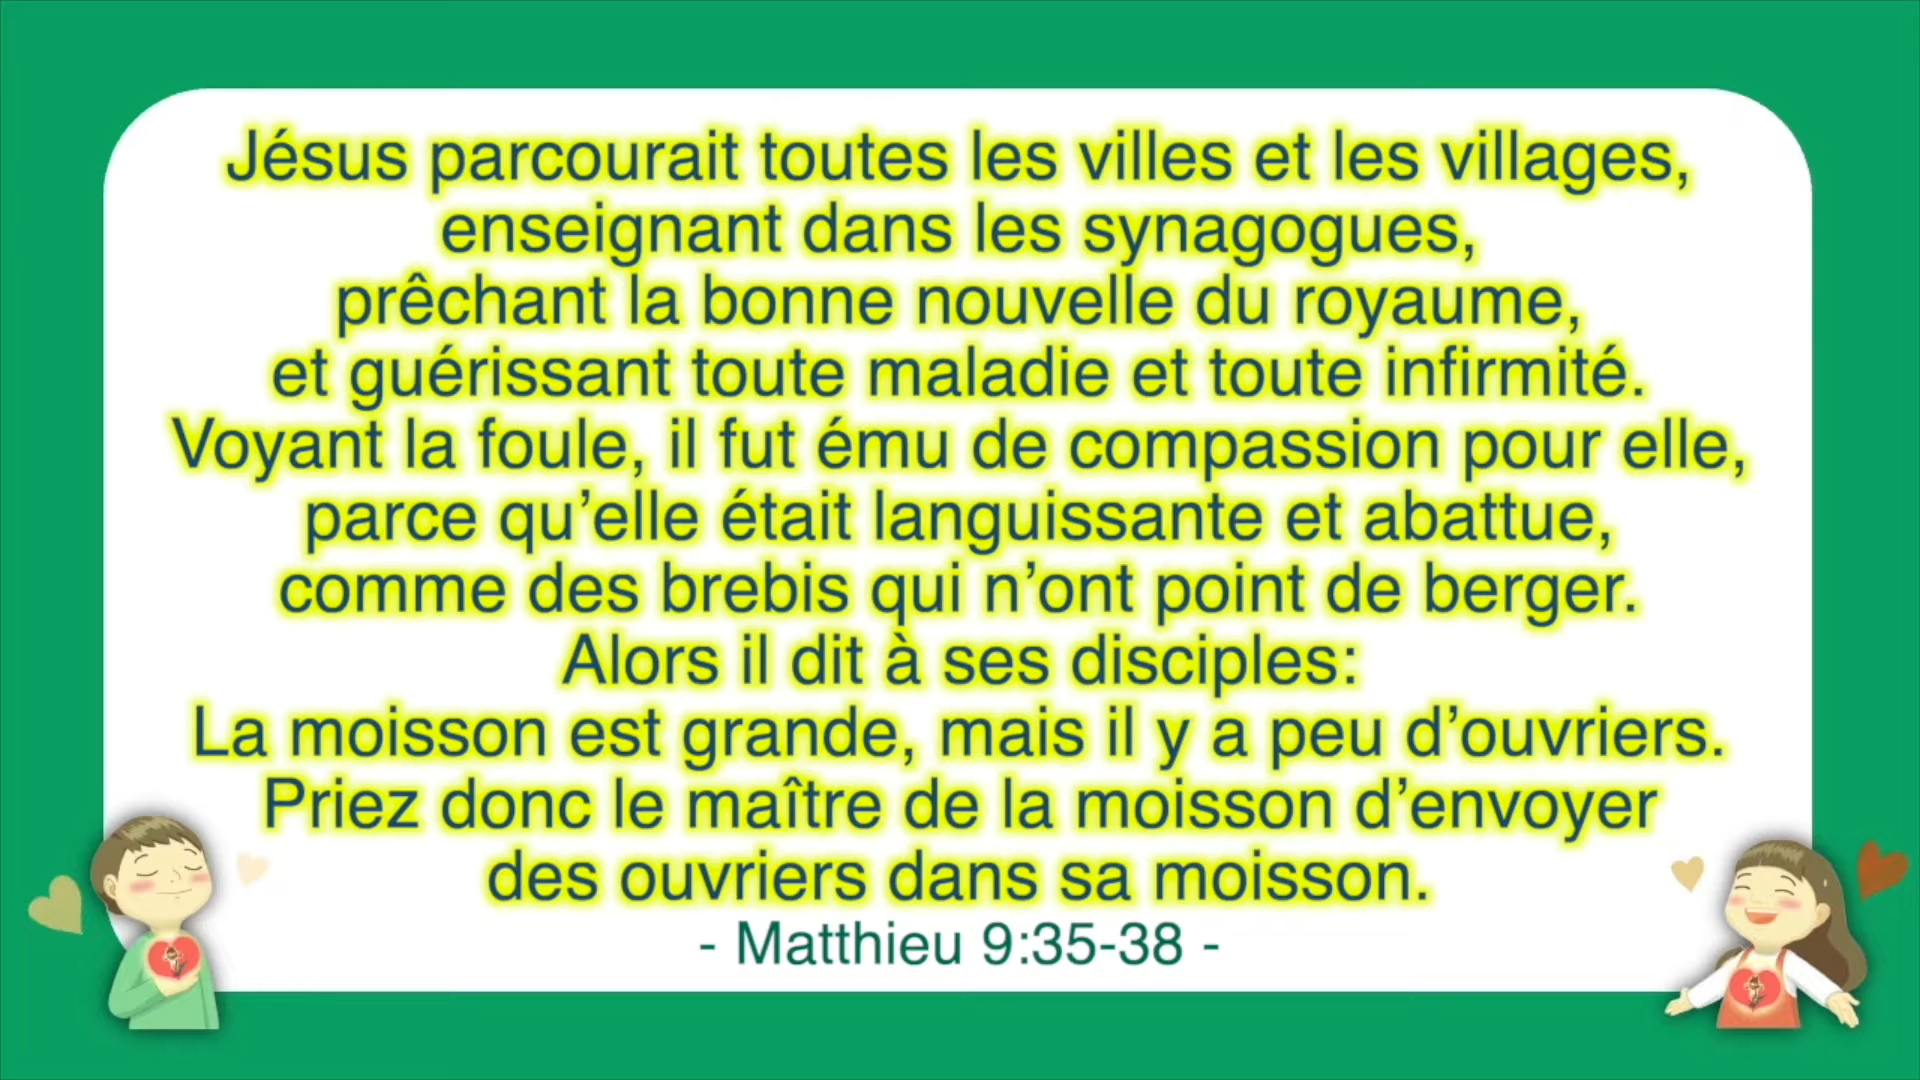 Jésus parcourait toutes les villes et les villages,
enseignant dans les synagogues,
prêchant la bonne nouvelle du royaume,
et guérissant toute maladie et toute infirmité.
Voyant la foule, il fut ému de compassion pour elle,
parce qu’elle était languissante et abattue,
comme des brebis qui n’ont point de berger.
Alors il dit à ses disciples:
La moisson est grande, mais il y a peu d’ouvriers.
Priez donc le maître de la moisson d’envoyer
des ouvriers dans sa moisson.
- Matthieu 9:35-38 -